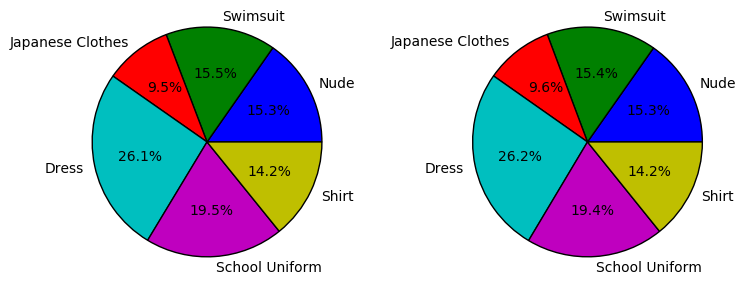 Swimsuit
Japanese Clothes
Nude
Dress
Shirt
School Uniform
15.5%
9.5%
15.3%
26.1%
14.2%
19.5%
Swimsuit
Japanese Clothes
Nude
Dress
Shirt
School Uniform
15.4%
9.6%
15.3%
26.2%
14.2%
19.4%